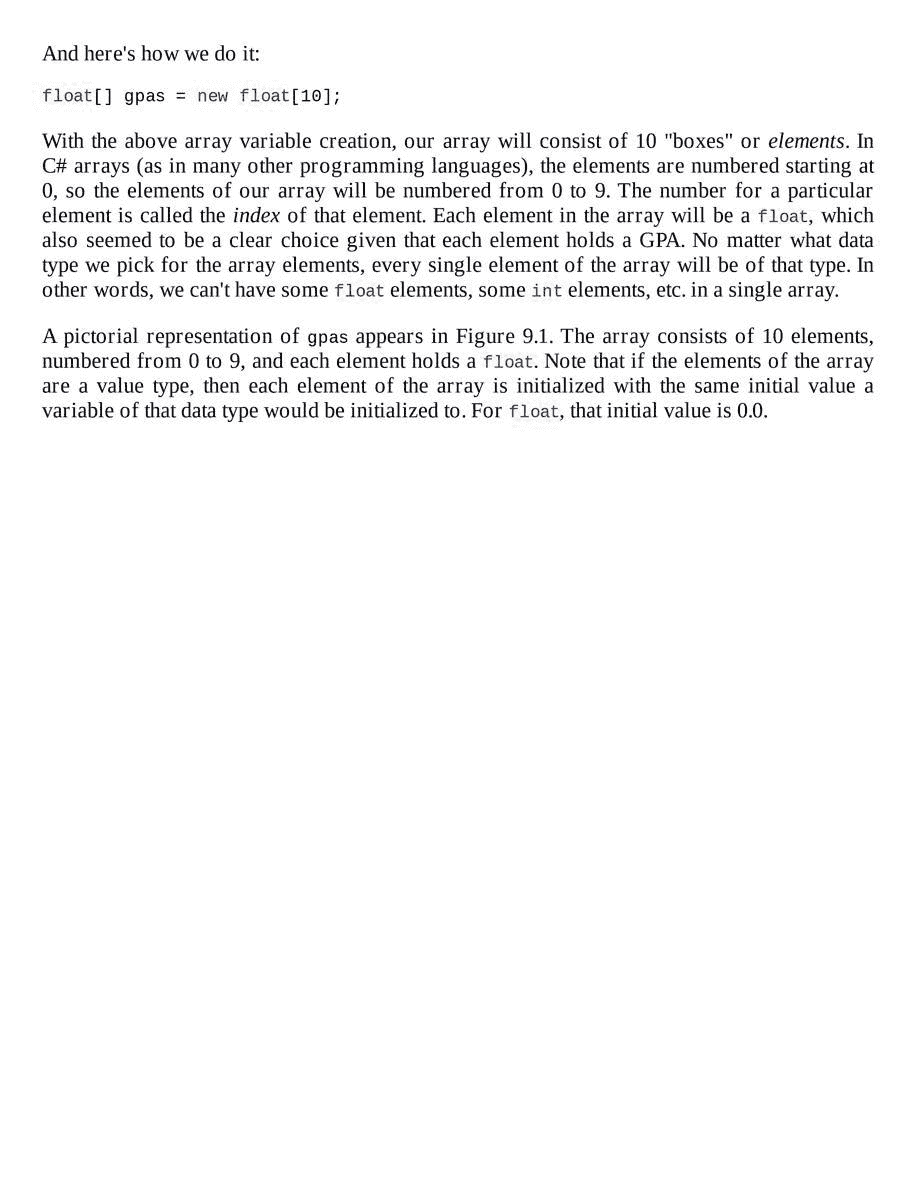 And here's how we do it:
float[] gpas = new float[10];
With the above array variable creation, our array will consist of 10 "boxes" or elements. In
C# arrays (as in many other programming languages), the elements are numbered starting at
0, so the elements of our array will be numbered from 0 to 9. The number for a particular
element is called the index of that element. Each element in the array will be a float, which
also seemed to be a clear choice given that each element holds a GPA. No matter what data
type we pick for the array elements, every single element of the array will be of that type. In
other words, we can't have some float elements, some int elements, etc. in a single array.
A pictorial representation of gpas appears in Figure 9.1. The array consists of 10 elements,
numbered from 0 to 9, and each element holds a float. Note that if the elements of the array
are a value type, then each element of the array is initialized with the same initial value a
variable of that data type would be initialized to. For float, that initial value is 0.0.